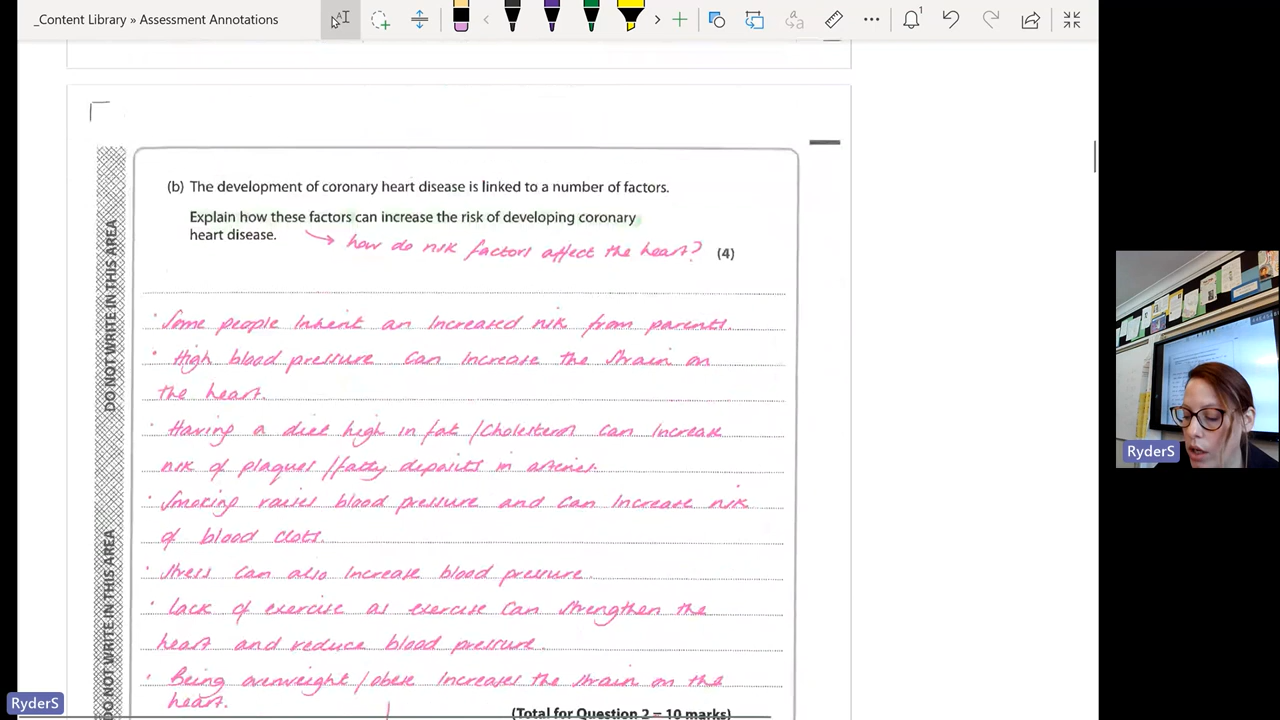 _Content Library » Assessment Annotations
(b) The development of coronary heart disease is linked to a number of factors.
Explain how these factors can increase the risk of developing coronary
heart disease.
how do risk factors affect the heart?
(4)
• Some people inherit an increased risk from parents.
• High blood pressure can increase the strain on
the heart.
• Having a diet high in fat/cholesterol can increase
risk of plaques/fatty deposits in arteries.
• Smoking raises blood pressure and can increase risk
of blood clots.
• Stress can also increase blood pressure.
• Lack of exercise as exercise can strengthen the
heart and reduce blood pressure.
• Being overweight/obese increases the strain on the
heart.
(Total for Question 2 = 10 marks)
DO NOT WRITE IN THIS AREA
DO NOT WRITE IN THIS AREA
RyderS
RyderS